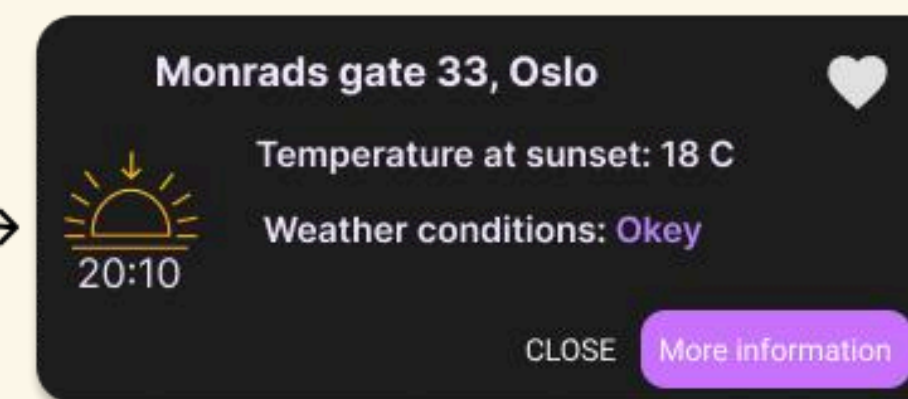 Monrads gate 33, Oslo
Temperature at sunset: 18 C
Weather conditions: Okey
20:10
CLOSE More information